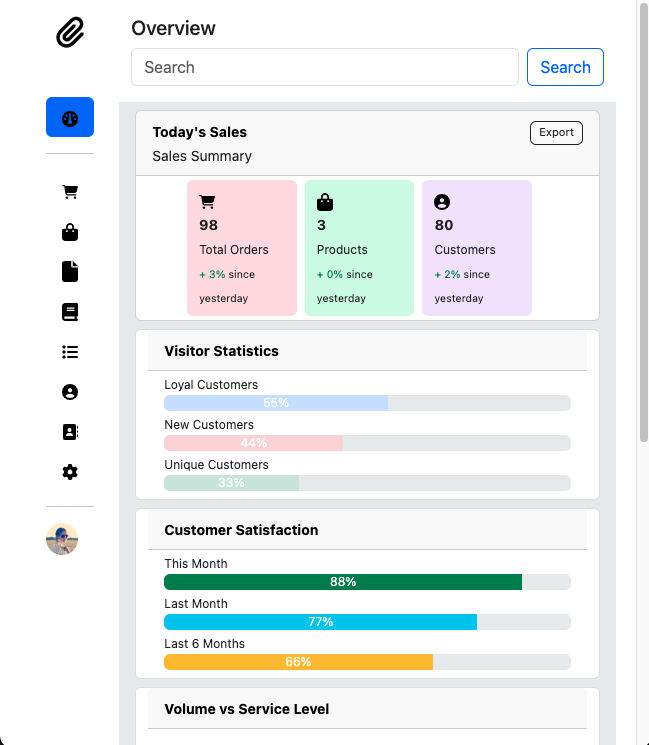 Overview
Search
Search
Today's Sales
Export
Sales Summary
98
Total Orders
+ 3% since
yesterday
3
Products
+ 0% since
yesterday
80
Customers
+ 2% since
yesterday
Visitor Statistics
Loyal Customers
55%
New Customers
44%
Unique Customers
33%
Customer Satisfaction
This Month
88%
Last Month
77%
Last 6 Months
66%
Volume vs Service Level